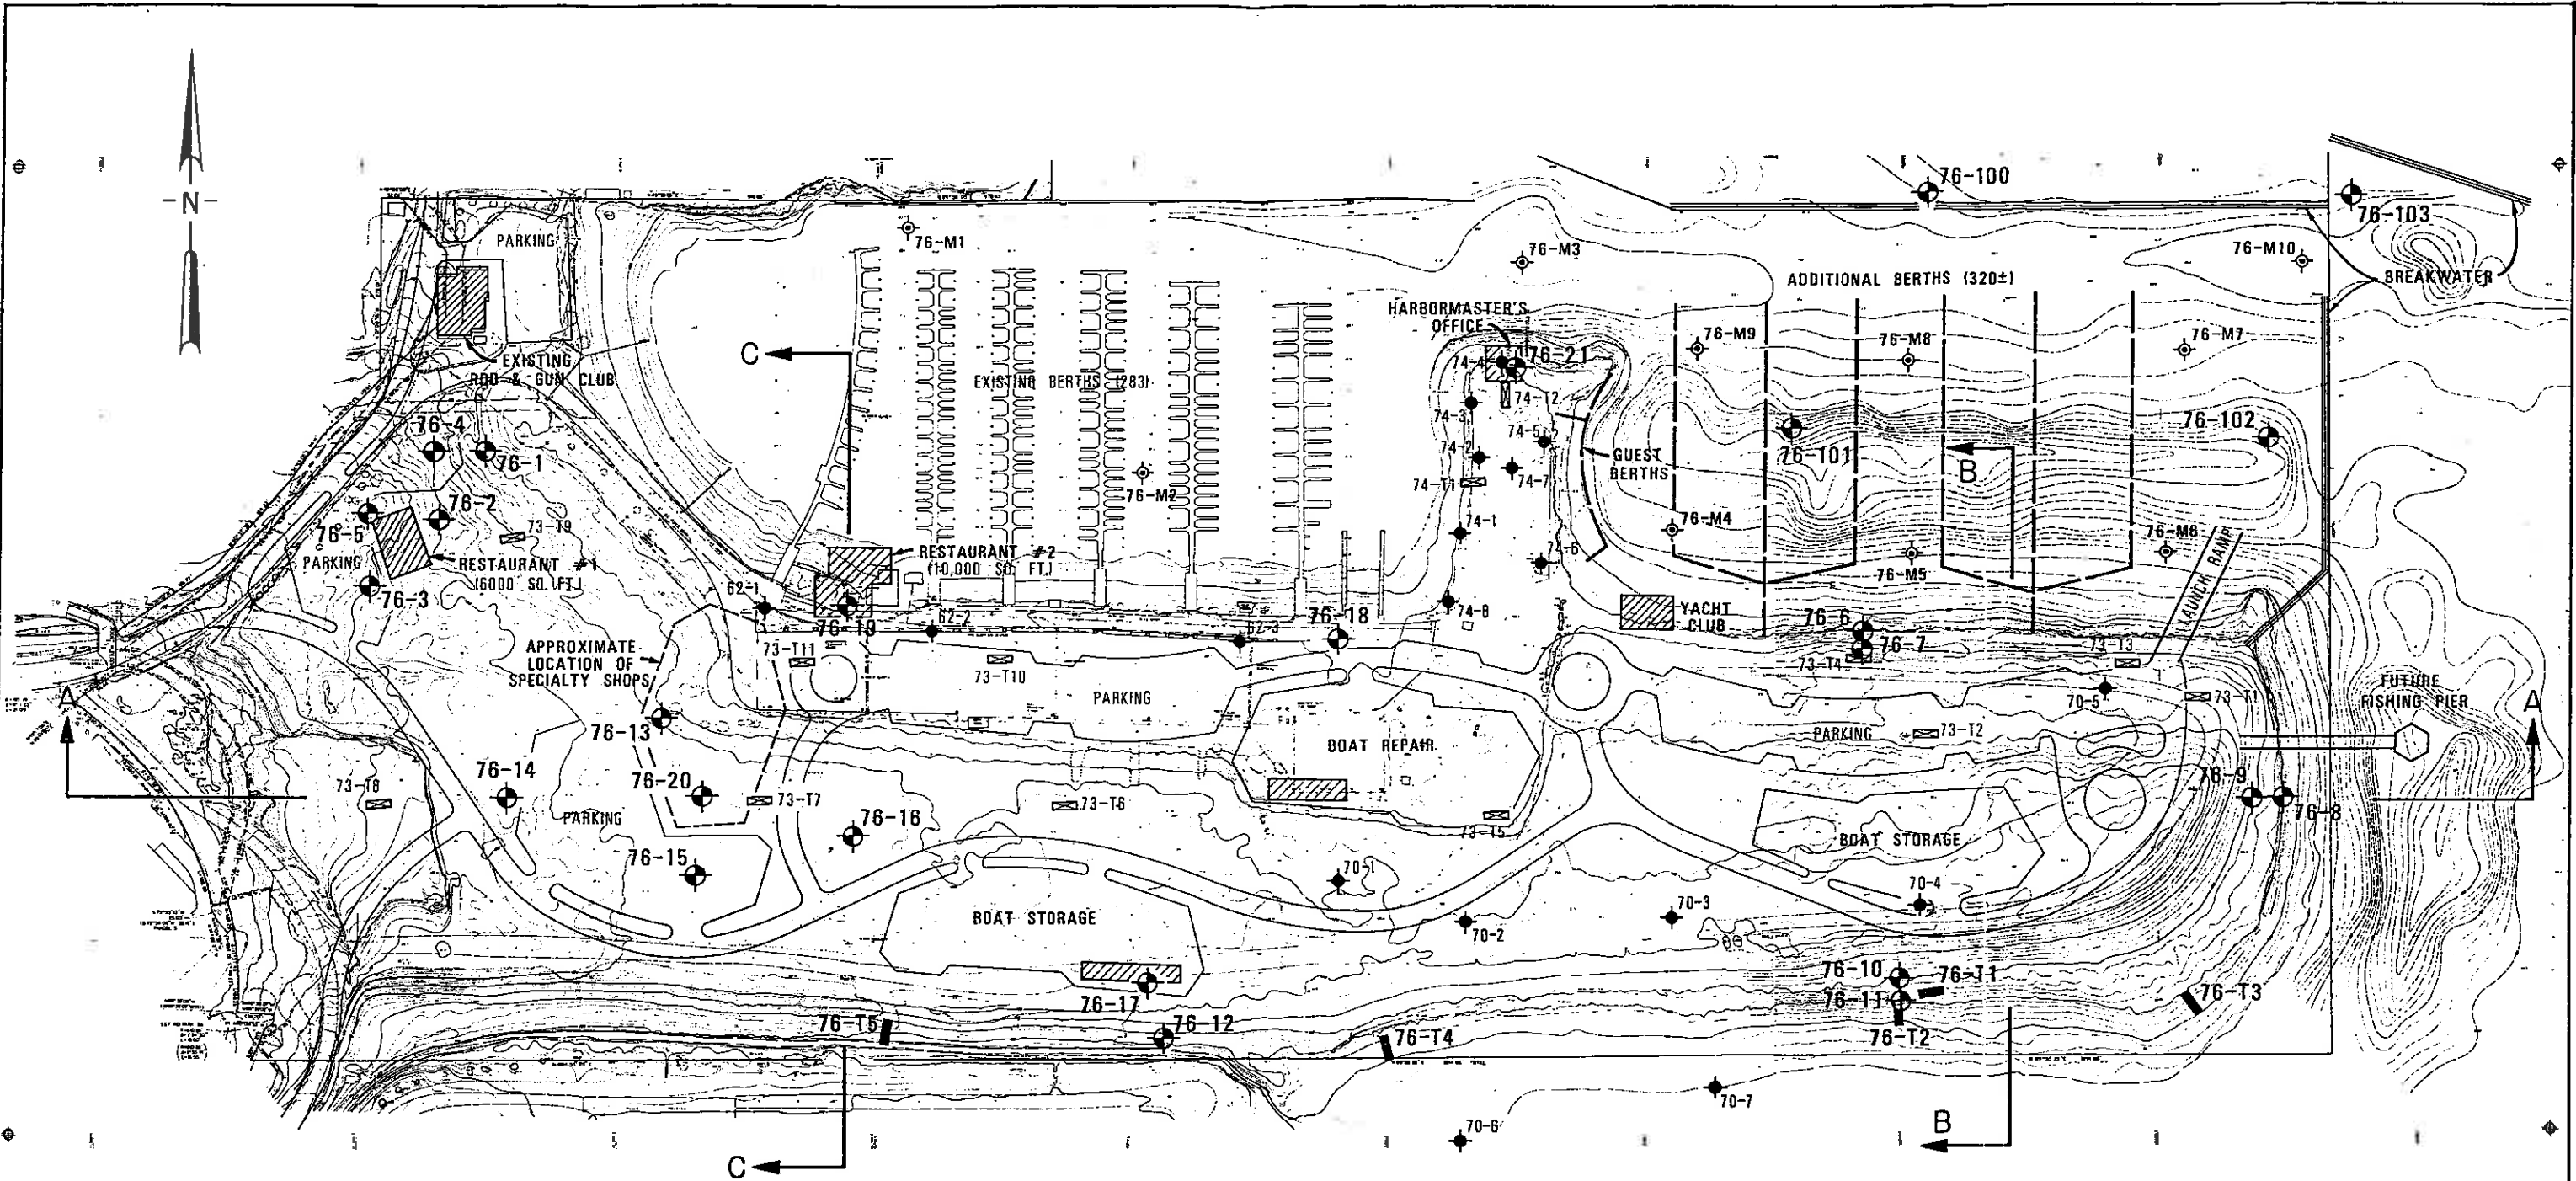 76-100
76-103
-N-
PARKING
76-M1
76-M3
76-M10
BREAKWATER
ADDITIONAL BERTHS (320±)
HARBORMASTER'S
OFFICE
76-M9
76-M8
76-M7
EXISTING
ROD & GUN CLUB
C
EXISTING BERTHS (283)
74-4
76-21
74-T2
74-3
76-4
76-1
74-5
76-102
74-2
76-101
GUEST
BERTHS
B
74-7
74-T1
76-M2
76-2
76-5
73-T9
74-1
76-M4
76-M6
LAUNCH RAMP
PARKING
RESTAURANT #1
(6000 SQ. FT.)
RESTAURANT #2
(10,000 SQ. FT.)
74-6
76-M5
76-3
62-1
62-2
62-3
76-19
76-18
74-8
YACHT
CLUB
76-6
76-7
APPROXIMATE
LOCATION OF
SPECIALTY SHOPS
73-T11
73-T10
73-T4
73-T3
A
PARKING
70-5
73-T1
FUTURE
FISHING PIER
A
76-13
BOAT REPAIR
PARKING
73-T2
76-14
76-20
73-T8
73-T7
73-T6
76-9
76-8
PARKING
76-16
73-T5
BOAT STORAGE
76-15
70-1
70-4
BOAT STORAGE
70-2
70-3
76-10
76-T1
76-17
76-11
76-T3
76-T5
76-12
76-T4
76-T2
70-7
70-6
B
C